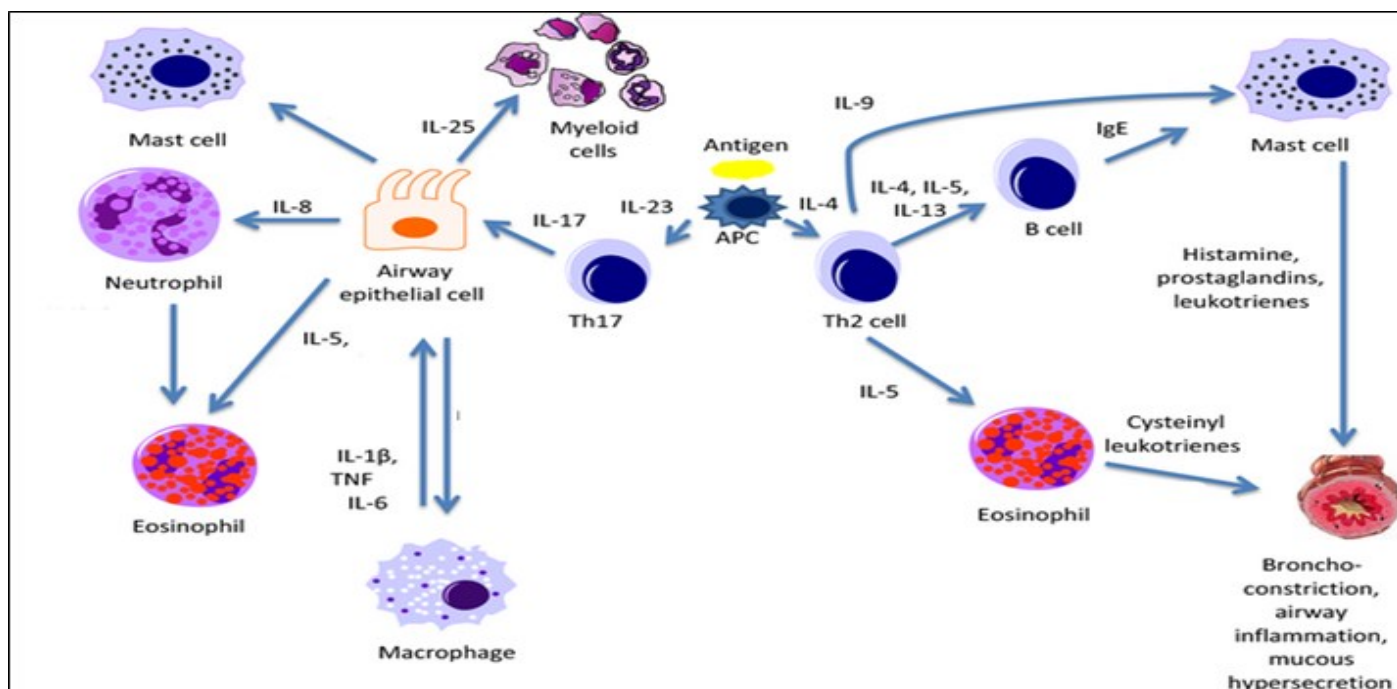 Mast cell
IL-25
Myeloid
cells
Neutrophil
IL-8
Airway
epithelial cell
IL-17
Th17
IL-23
Antigen
APC
IL-4
Th2 cell
IL-9
IL-4, IL-5,
IL-13
B cell
IgE
Mast cell
Histamine,
prostaglandins,
leukotrienes
IL-5,
Eosinophil
IL-1β,
TNF
IL-6
Macrophage
IL-5
Eosinophil
Cysteinyl
leukotrienes
Broncho-
constriction,
airway
inflammation,
mucous
hypersecretion